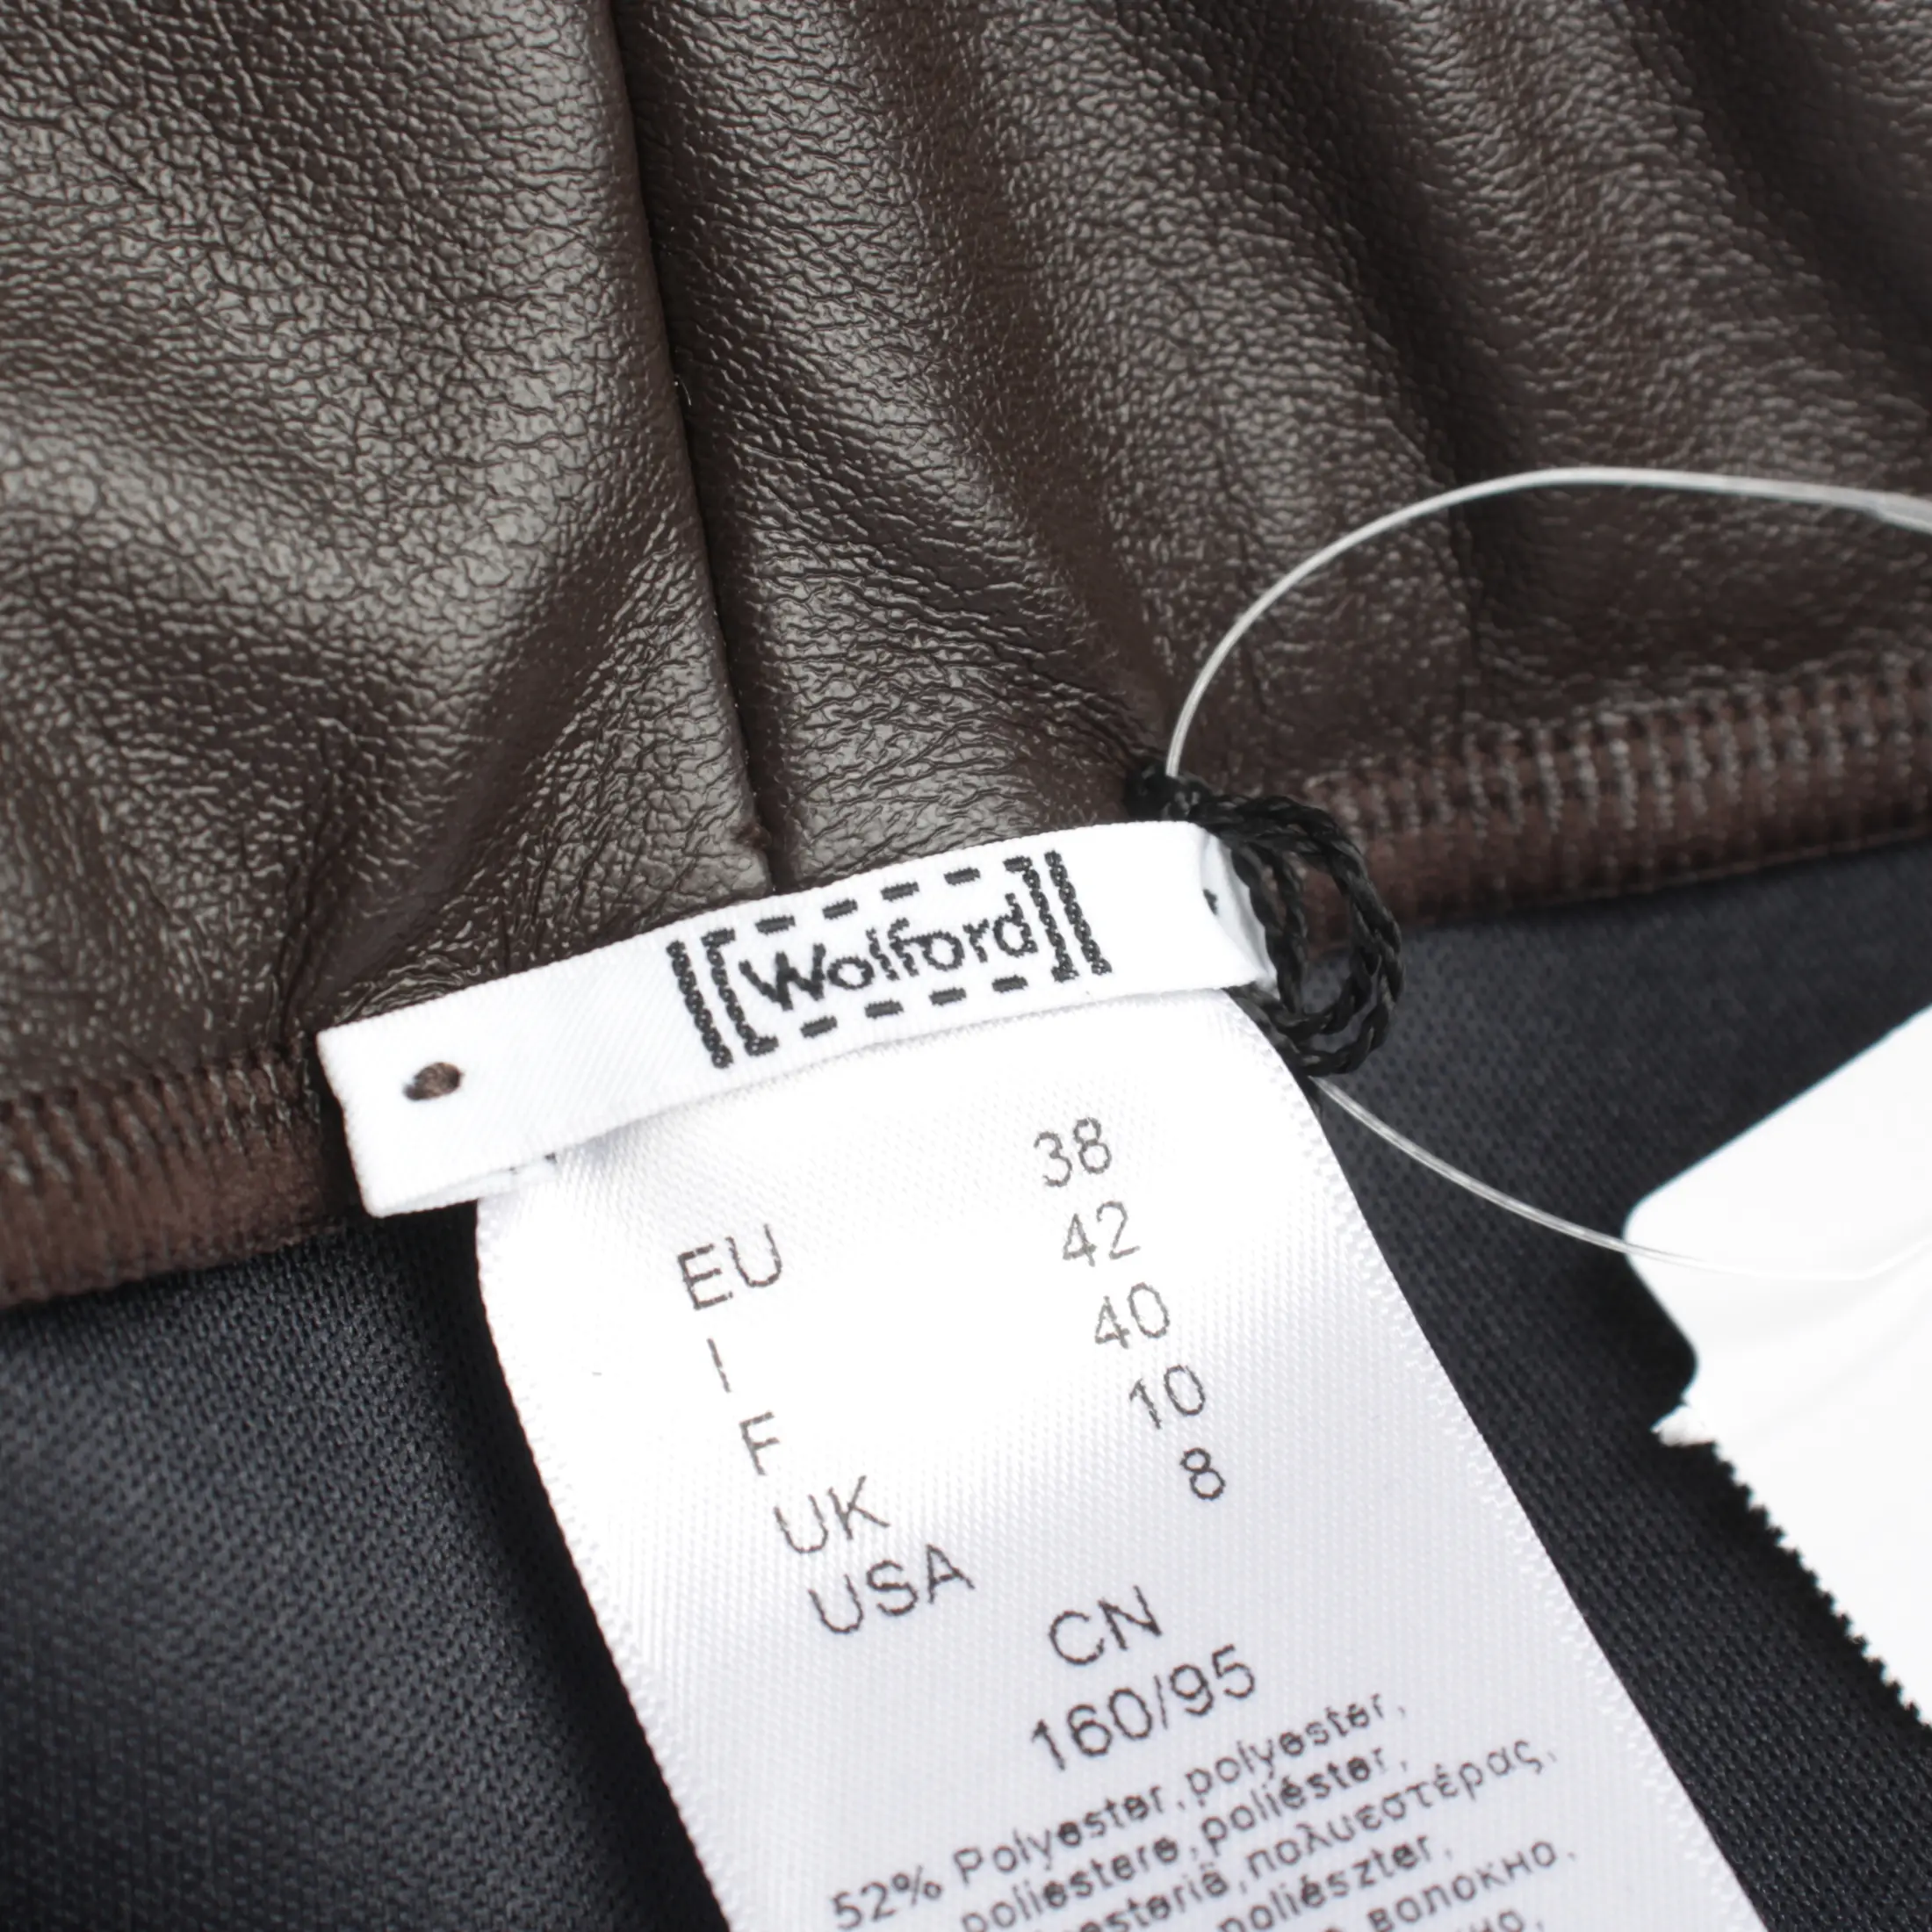 Wolford
EU 38
I 42
F 40
UK 10
USA 8
CN
160/95
52% Polyester, polyester,
poliestere, poliéster,
πολυεστέρας,
poliészter,
волокно,